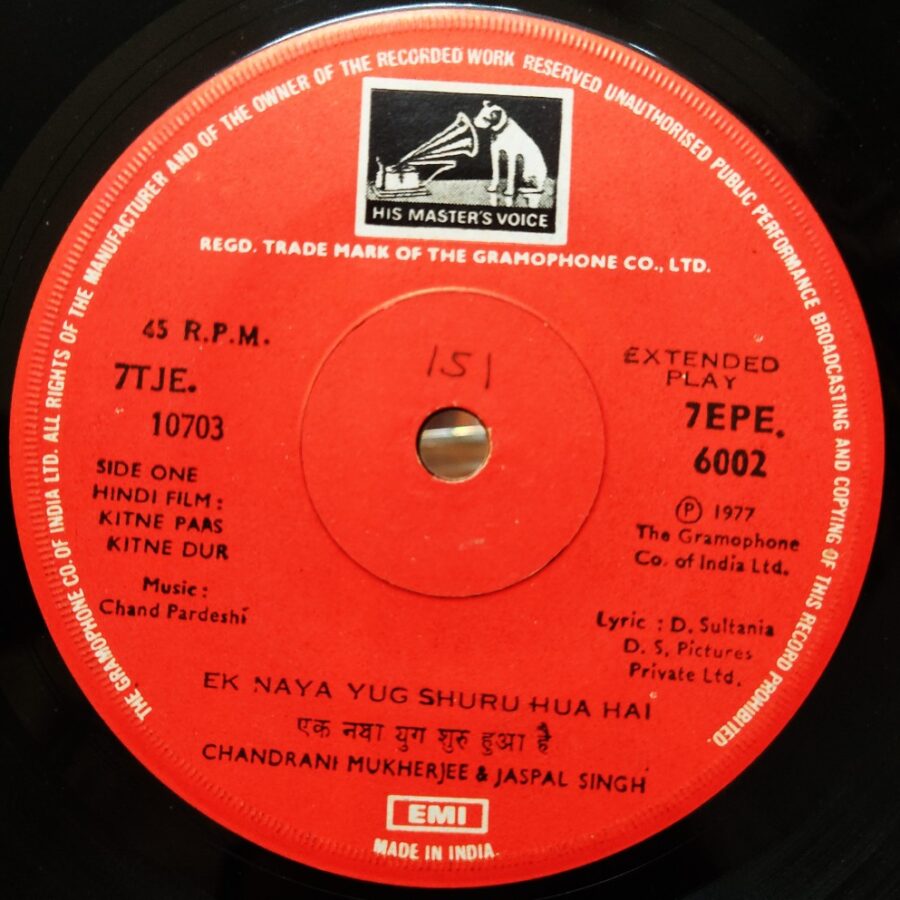 THE GRAMOPHONE CO. OF INDIA LTD. ALL RIGHTS OF THE MANUFACTURER AND OF THE OWNER OF THE RECORDED WORK RESERVED UNAUTHORISED PUBLIC PERFORMANCE BROADCASTING AND COPYING OF THIS RECORD PROHIBITED.
HIS MASTER'S VOICE
REGD. TRADE MARK OF THE GRAMOPHONE CO., LTD.
45 R.P.M.
7TJE.
10703
SIDE ONE
HINDI FILM :
KITNE PAAS
KITNE DUR
Music :
Chand Pardeshi
151
EXTENDED
PLAY
7EPE.
6002
Ⓟ 1977
The Gramophone
Co. of India Ltd.
Lyric : D. Sultania
D. S. Pictures
Private Ltd.
EK NAYA YUG SHURU HUA HAI
एक नया युग शुरु हुआ है
CHANDRANI MUKHERJEE & JASPAL SINGH
EMI
MADE IN INDIA